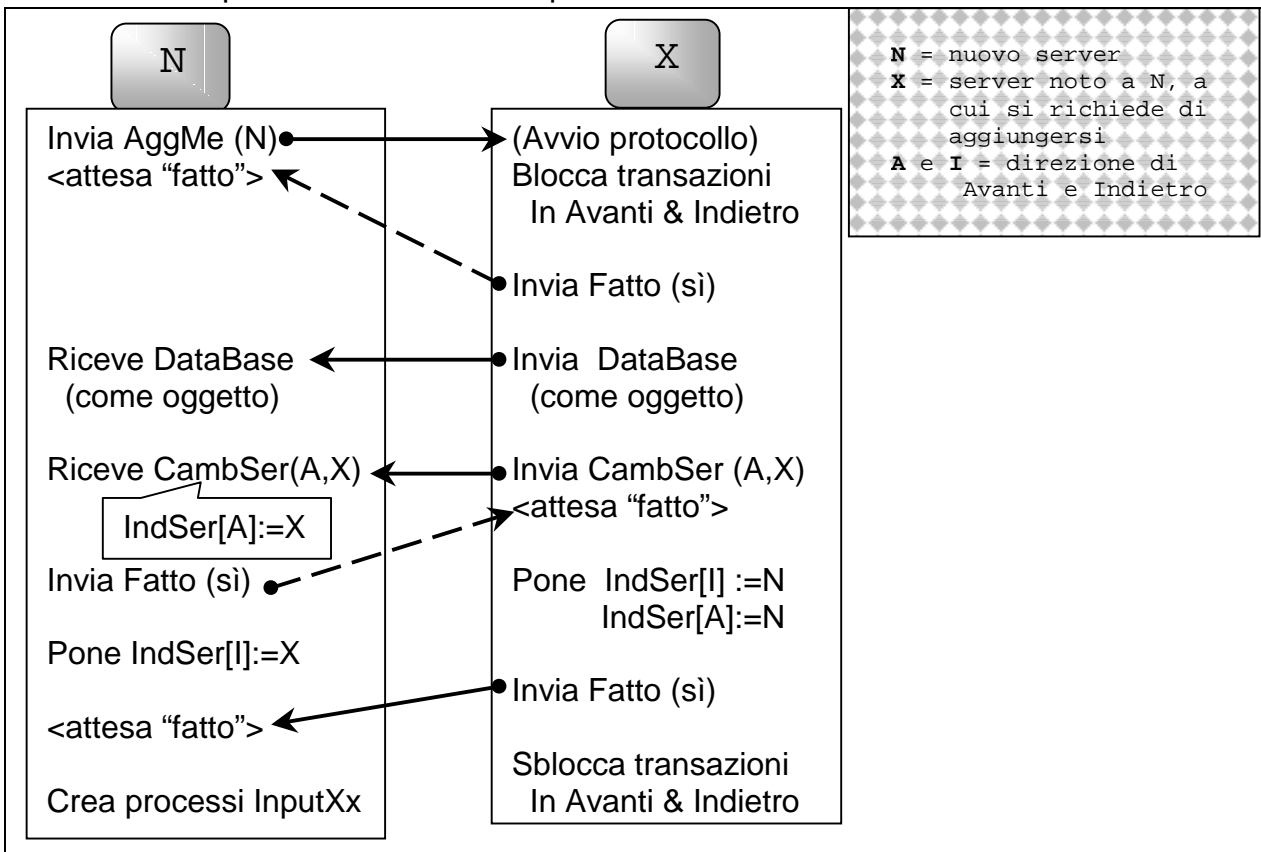 N
Invia AggMe (N)
<attesa “fatto”>
Riceve DataBase
(come oggetto)
Riceve CambSer(A,X)
IndSer[A]:=X
Invia Fatto (sì)
Pone IndSer[I]:=X
<attesa “fatto”>
Crea processi InputXx
X
(Avvio protocollo)
Blocca transazioni
In Avanti & Indietro
Invia Fatto (sì)
Invia DataBase
(come oggetto)
Invia CambSer (A,X)
<attesa “fatto”>
Pone IndSer[I] :=N
IndSer[A]:=N
Invia Fatto (sì)
Sblocca transazioni
In Avanti & Indietro
N = nuovo server
X = server noto a N, a
cui si richiede di
aggiungersi
A e I = direzione di
Avanti e Indietro